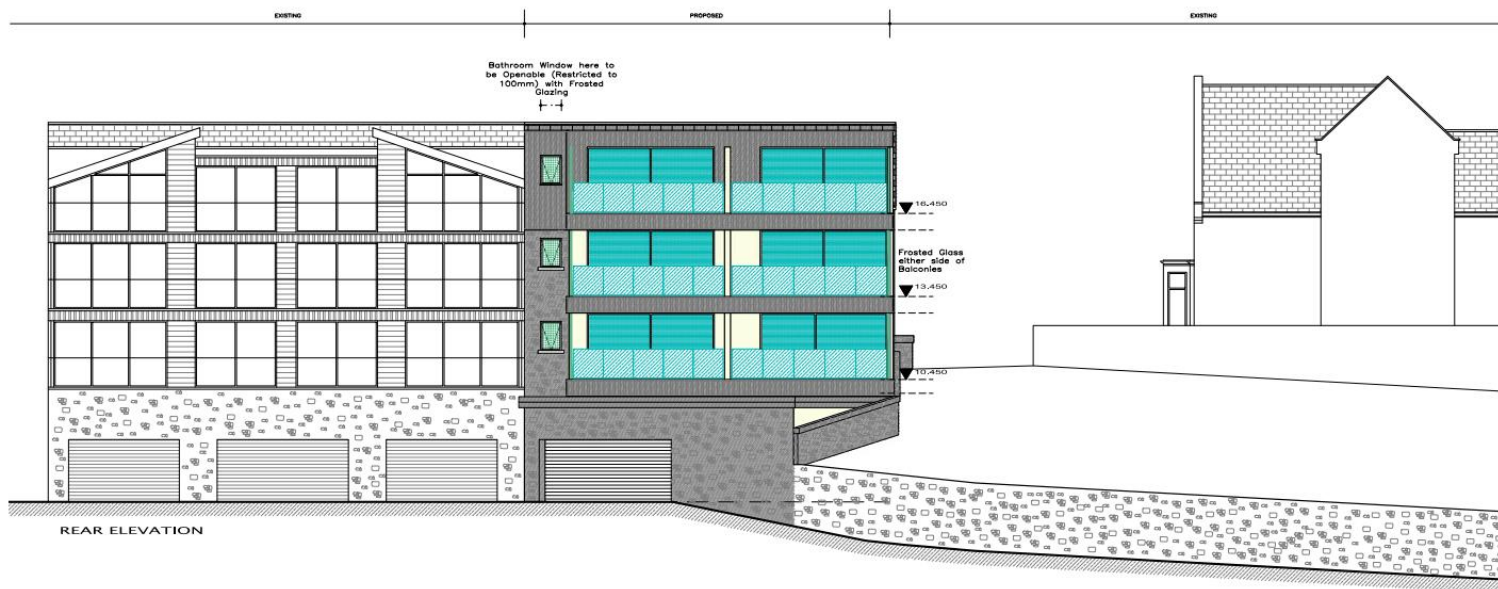 EXISTING
PROPOSED
EXISTING
Bathroom Window here to
be Openable (Restricted to
100mm) with Frosted
Glazing
16.450
Frosted Glass
either side of
Balconies
13.450
10.450
REAR ELEVATION